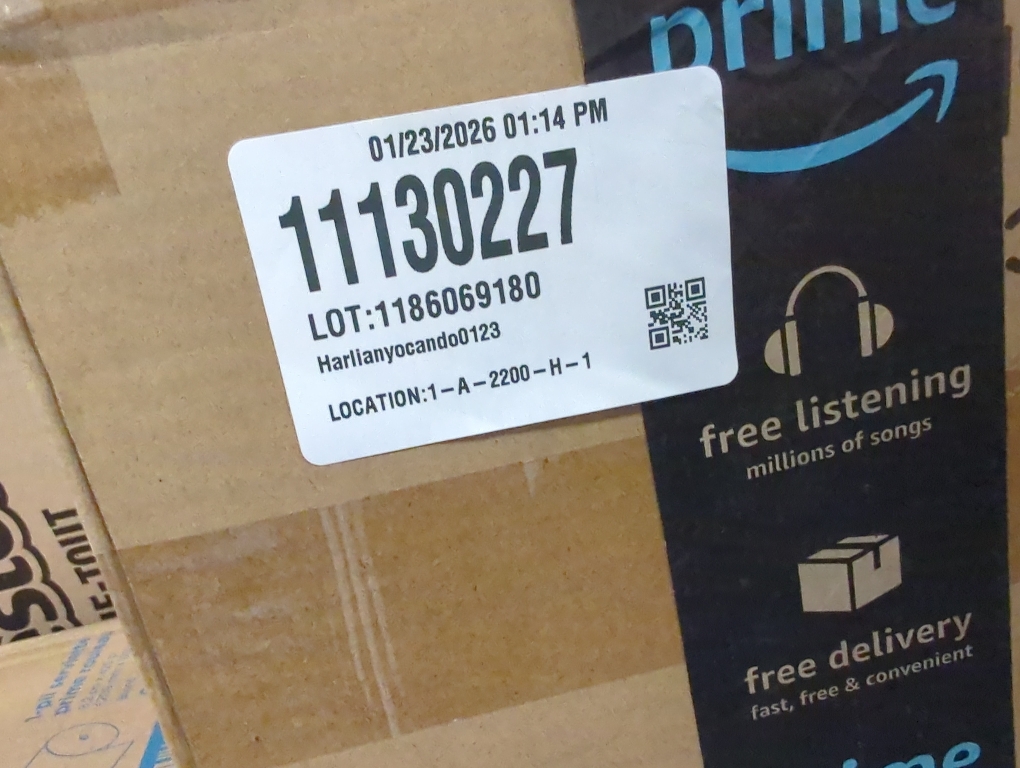 prime
01/23/2026 01:14 PM
11130227
LOT:1186069180
Harlianyocando0123
LOCATION:1-A-2200-H-1
free listening
millions of songs
free delivery
fast, free & convenient